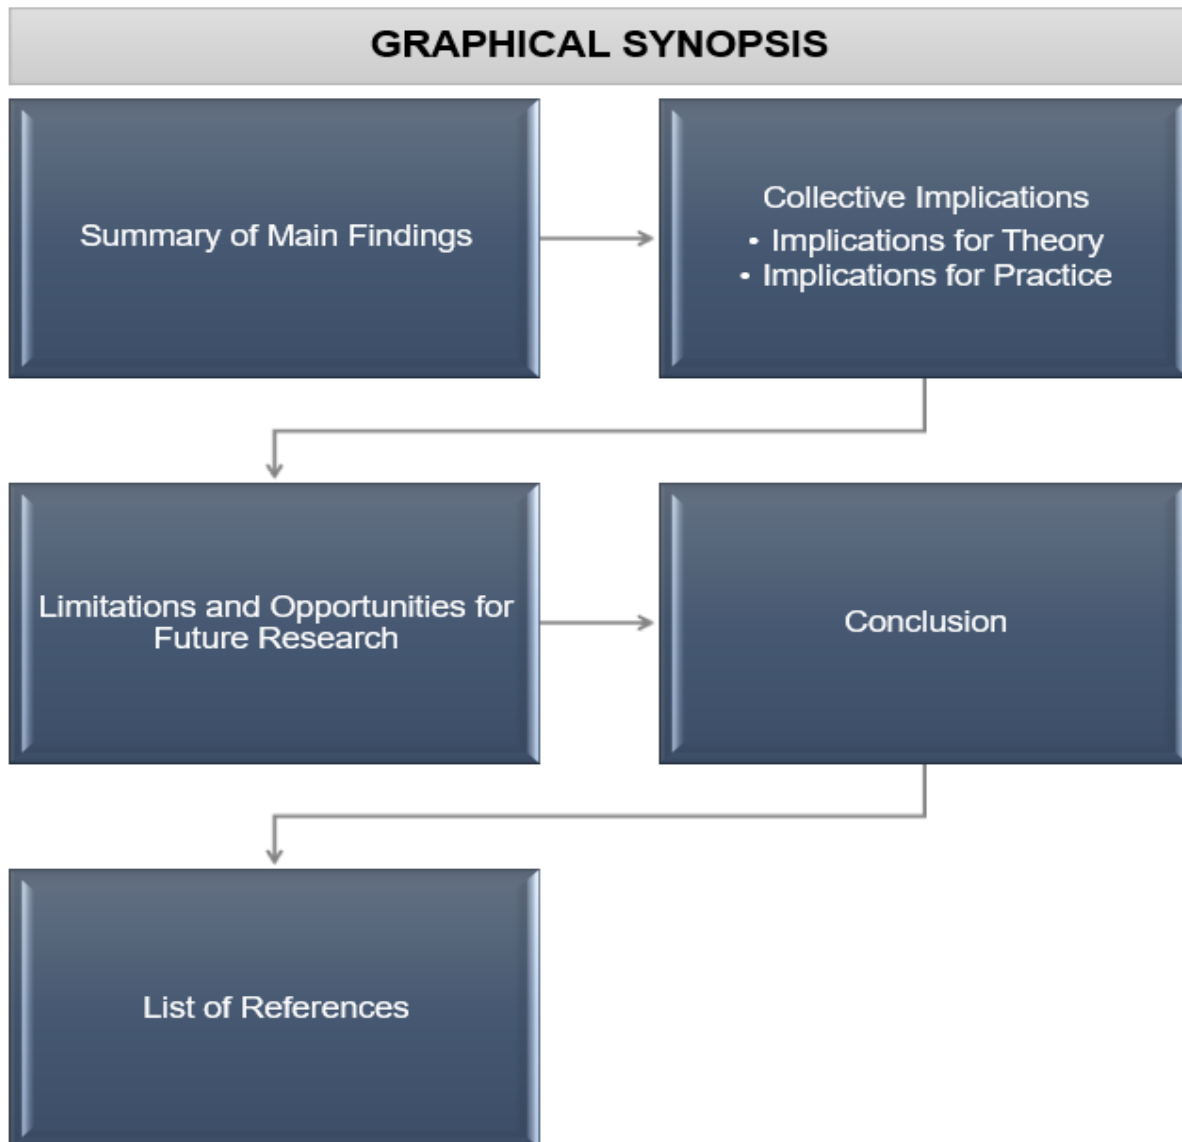 GRAPHICAL SYNOPSIS
Summary of Main Findings
Collective Implications
• Implications for Theory
• Implications for Practice
Limitations and Opportunities for
Future Research
Conclusion
List of References